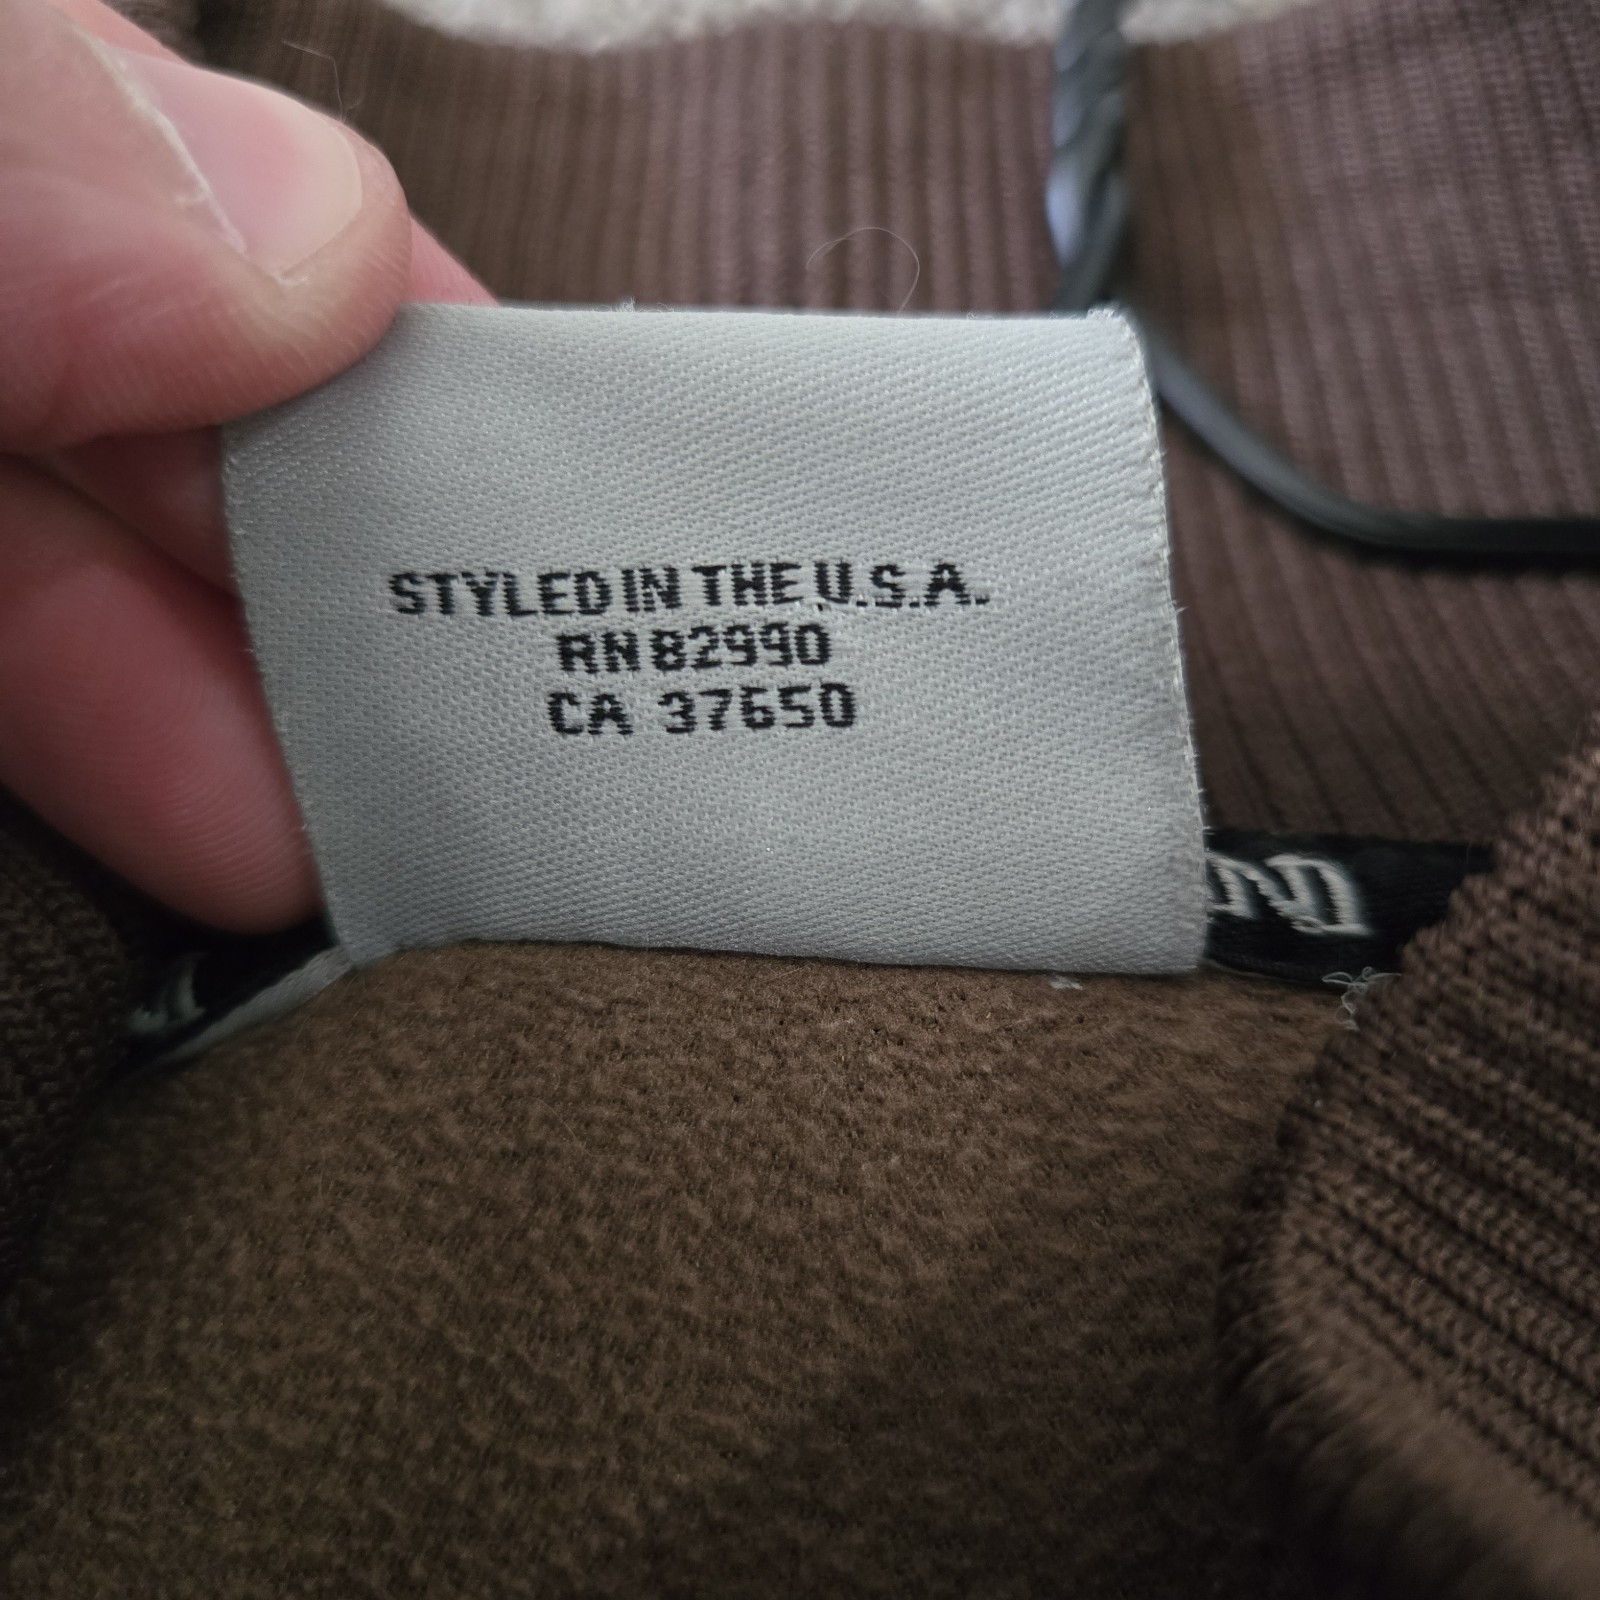 STYLED IN THE U.S.A.
RN 82990
CA 37650